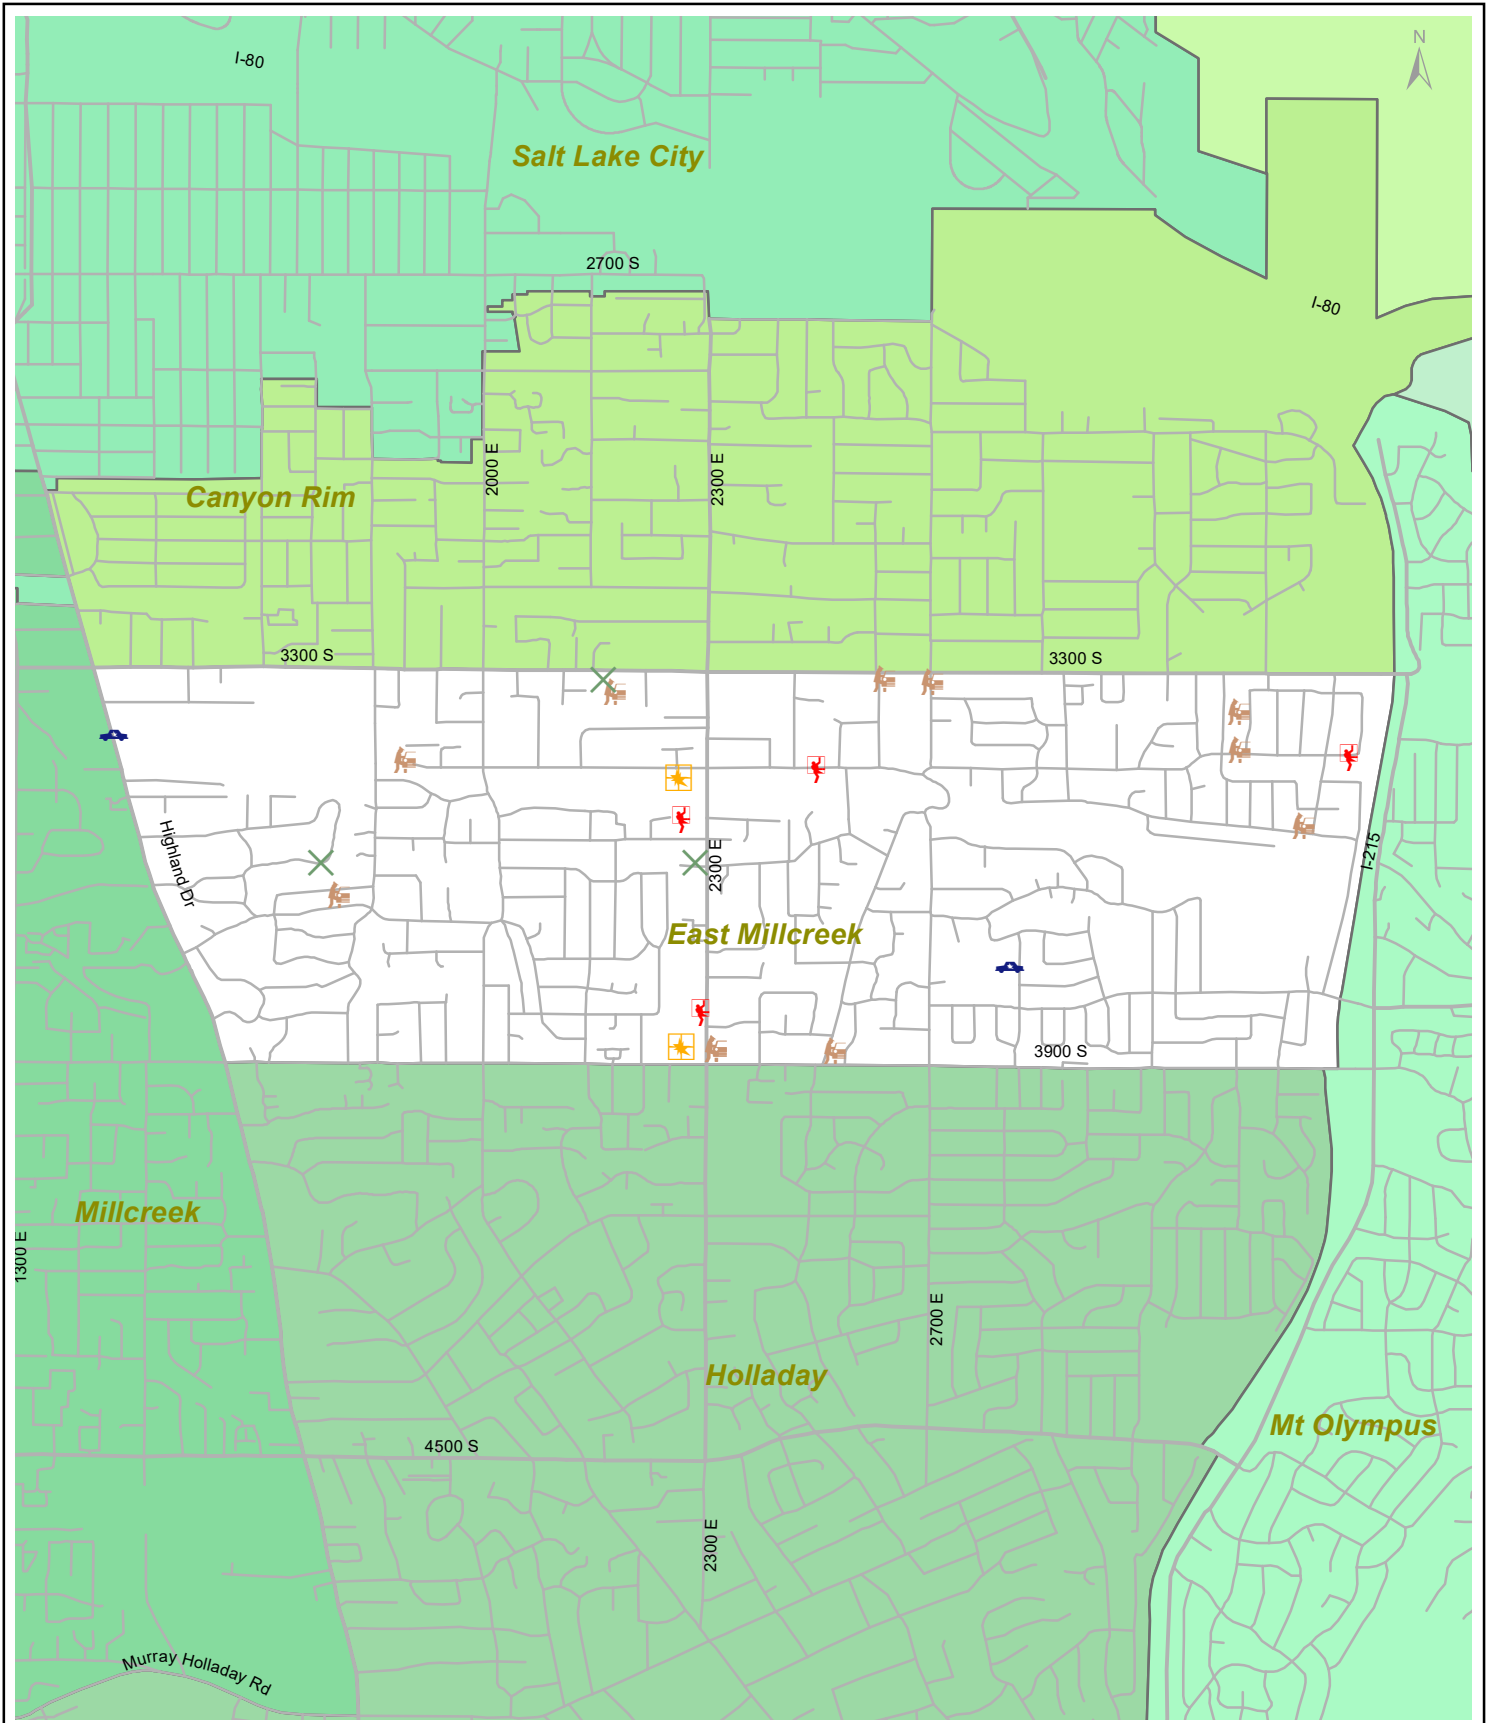 N
I-80
Salt Lake City
2700 S
I-80
2000 E
2300 E
Canyon Rim
3300 S
3300 S
Highland Dr
2300 E
I-215
East Millcreek
3900 S
Millcreek
1300 E
2700 E
Holladay
Mt Olympus
4500 S
2300 E
Murray Holladay Rd